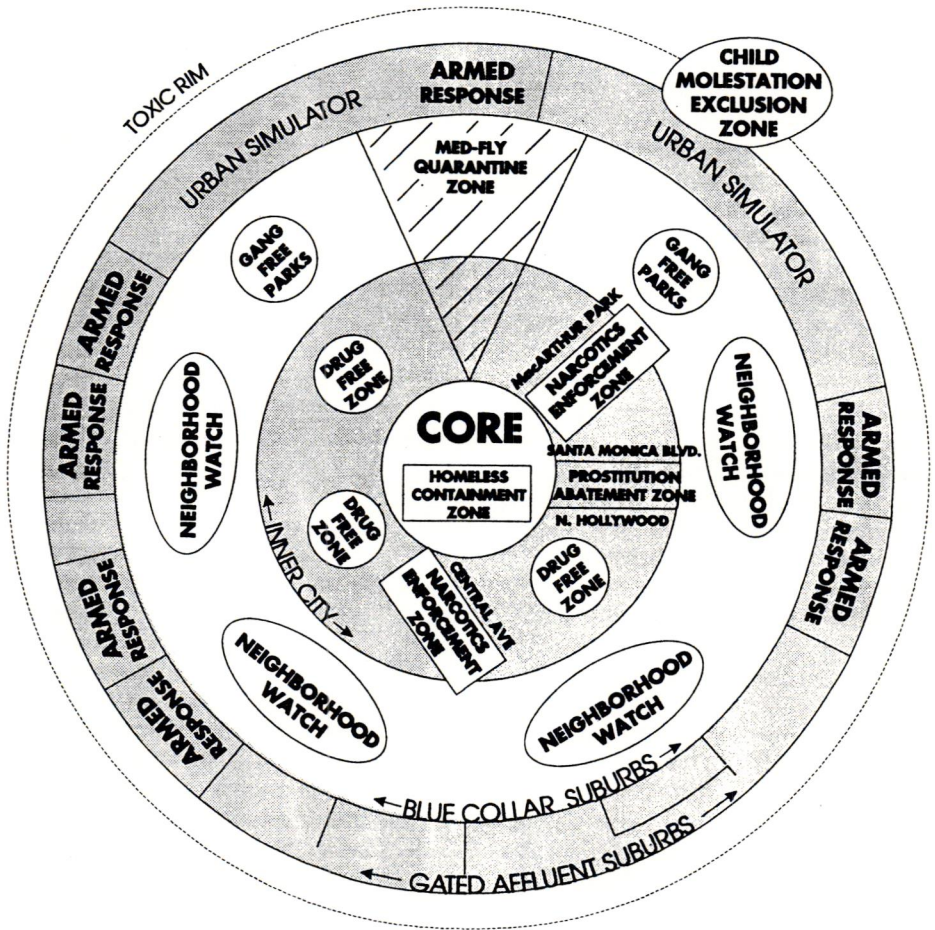 TOXIC RIM
CHILD
MOLESTATION
EXCLUSION
ZONE
ARMED
RESPONSE
URBAN SIMULATOR
URBAN SIMULATOR
MED-FLY
QUARANTINE
ZONE
GANG
FREE
PARKS
GANG
FREE
PARKS
ARMED
RESPONSE
MacARTHUR PARK
NARCOTICS
ENFORCEMENT
ZONE
DRUG
FREE
ZONE
ARMED
RESPONSE
NEIGHBORHOOD
WATCH
CORE
HOMELESS
CONTAINMENT
ZONE
SANTA MONICA BLVD.
PROSTITUTION
ABATEMENT ZONE
N. HOLLYWOOD
NEIGHBORHOOD
WATCH
ARMED
RESPONSE
ARMED
RESPONSE
DRUG
FREE
ZONE
INNER CITY
CENTRAL AVE
NARCOTICS
ENFORCEMENT
ZONE
DRUG
FREE
ZONE
ARMED
RESPONSE
ARMED
RESPONSE
NEIGHBORHOOD
WATCH
NEIGHBORHOOD
WATCH
BLUE COLLAR SUBURBS
GATED AFFLUENT SUBURBS